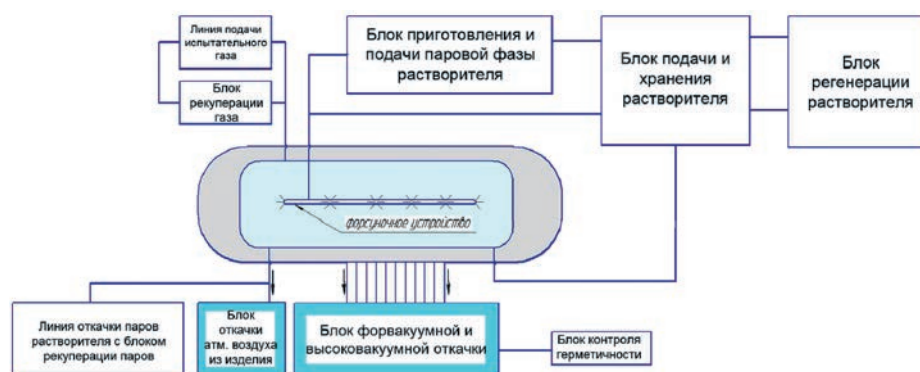 Линия подачи
испытательного
газа
Блок
рекуперации
газа
Блок приготовления и
подачи паровой фазы
растворителя
Блок подачи и
хранения
растворителя
Блок
регенерации
растворителя
форсуночное устройство
Линия откачки паров
растворителя с блоком
рекуперации паров
Блок
откачки
атм. воздуха
из изделия
Блок форвакуумной и
высоковакуумной откачки
Блок контроля
герметичности